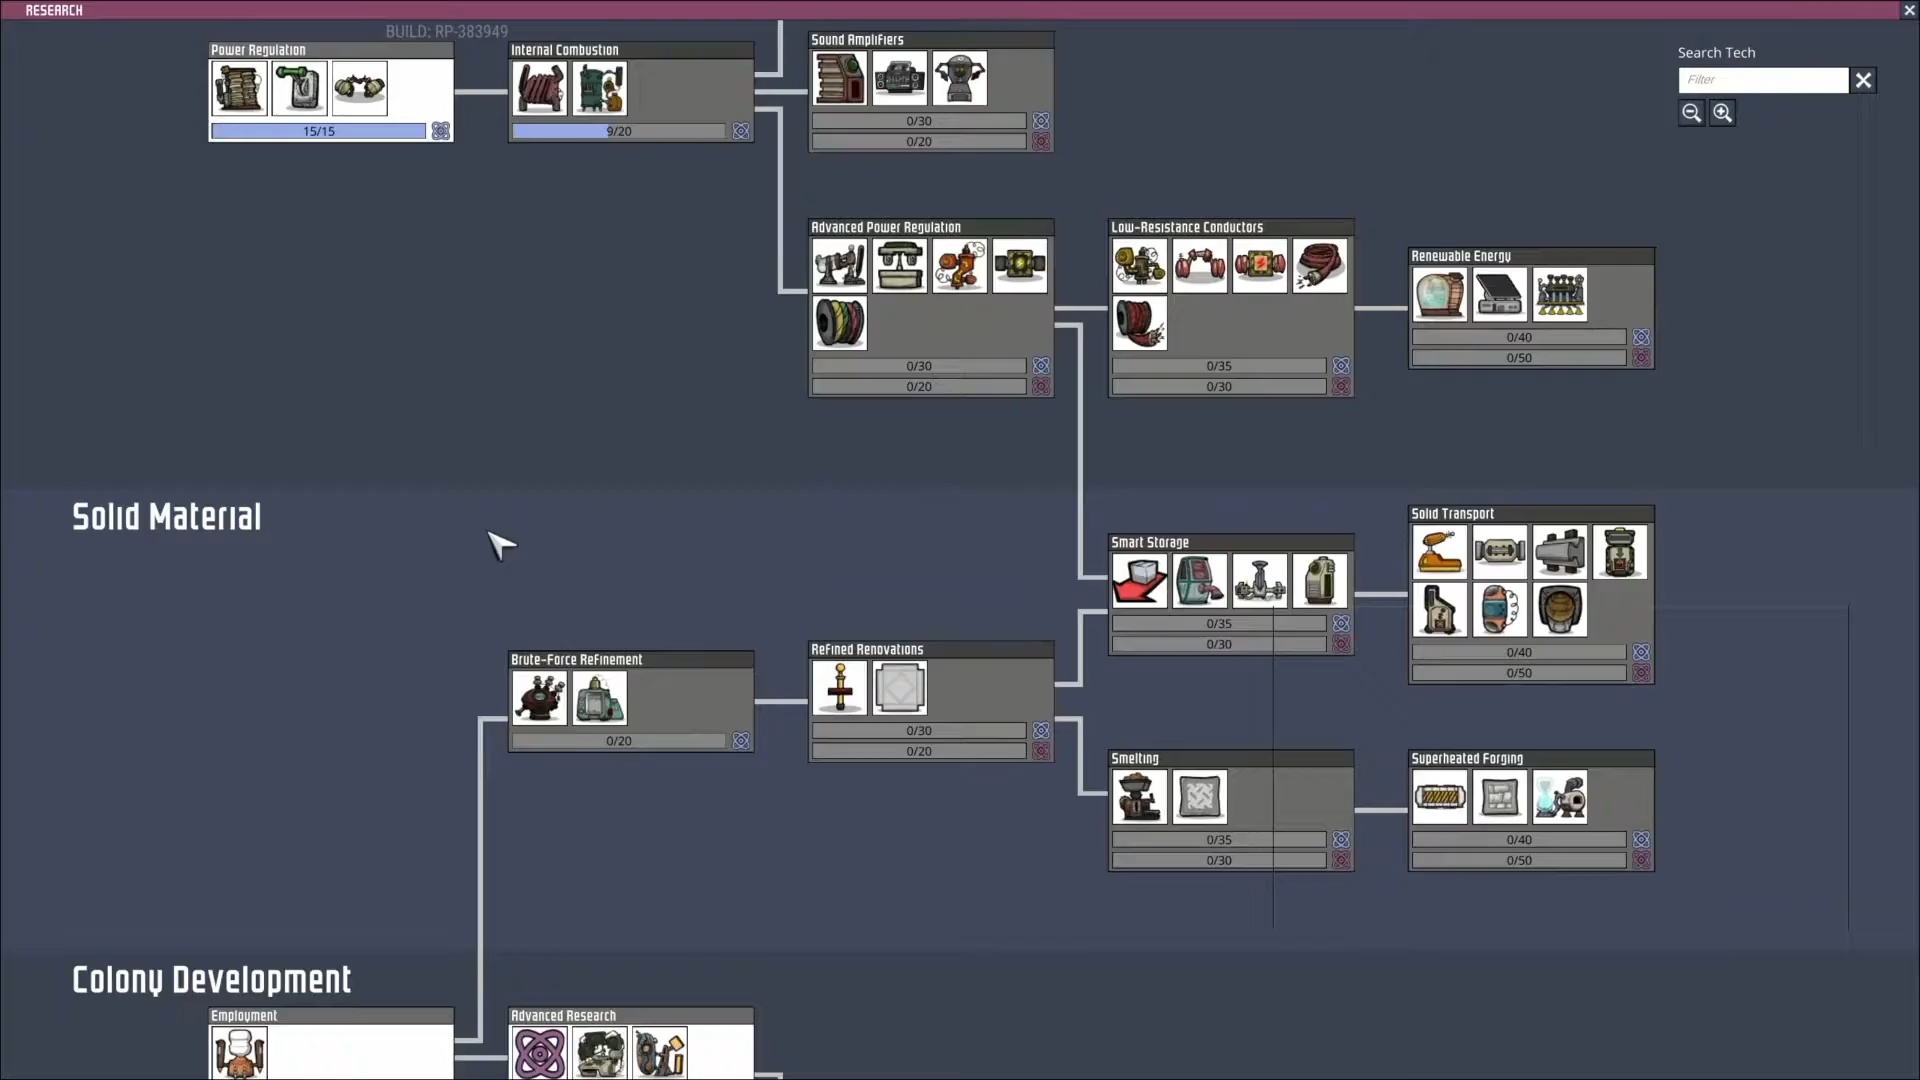 RESEARCH
BUILD: RP-383949
Search Tech
Filter
Power Regulation
15/15
Internal Combustion
9/20
Sound Amplifiers
0/30
0/20
Advanced Power Regulation
0/30
0/20
Low-Resistance Conductors
0/35
0/30
Renewable Energy
0/40
0/50
Solid Material
Smart Storage
0/35
0/30
Solid Transport
0/40
0/50
Brute-Force Refinement
0/20
Refined Renovations
0/30
0/20
Smelting
0/35
0/30
Superheated Forging
0/40
0/50
Colony Development
Employment
Advanced Research